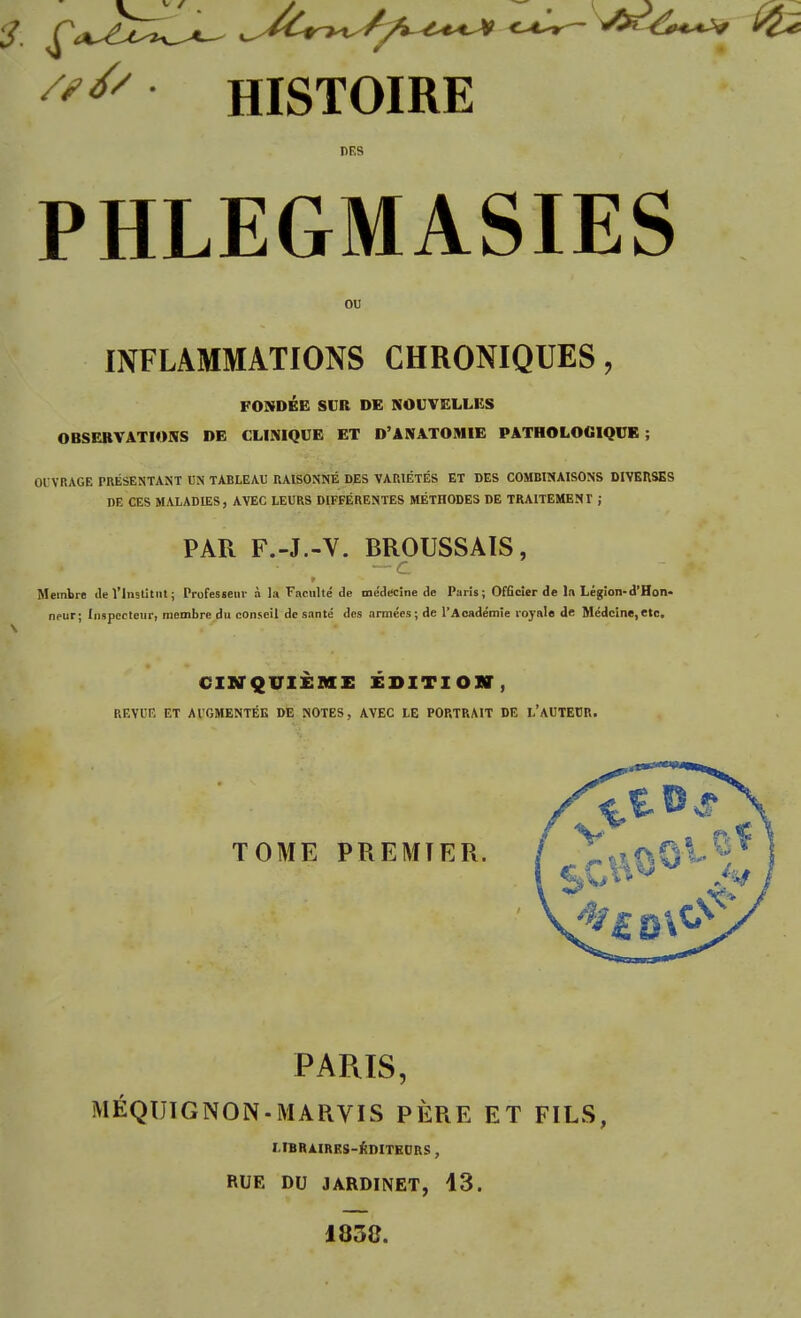 HISTOIRE
DES
PHLEGMASIES
OU
INFLAMMATIONS CHRONIQUES,
FONDÉE SUR DE NOUVELLES
OBSERVATIONS DE CLINIQUE ET D'ANATOMIE PATHOLOGIQUE ;
OUVRAGE PRÉSENTANT UN TABLEAU RAISONNÉ DES VARIÉTÉS ET DES COMBINAISONS DIVERSES
DE CES MALADIES, AVEC LEURS DIFFÉRENTES MÉTHODES DE TRAITEMENT ;
PAR F.-J.-V. BROUSSAIS,
Membre de l'Institut ; Professeur à la Faculté de médecine de Paris ; Officier de la Légion-d'Hon-
neur ; Inspecteur, membre du conseil de santé des armées ; de l'Académie royale de Médcine, etc.
CINQUIÈME ÉDITION,
REVUE ET AUGMENTÉE DE NOTES, AVEC LE PORTRAIT DE L'AUTEUR.
TOME PREMIER.
LEEDS
SCHOOL OF
MEDICINE
PARIS,
MÉQUIGNON-MARVIS PÈRE ET FILS,
LIBRAIRES-ÉDITEURS,
RUE DU JARDINET, 13.
1838.